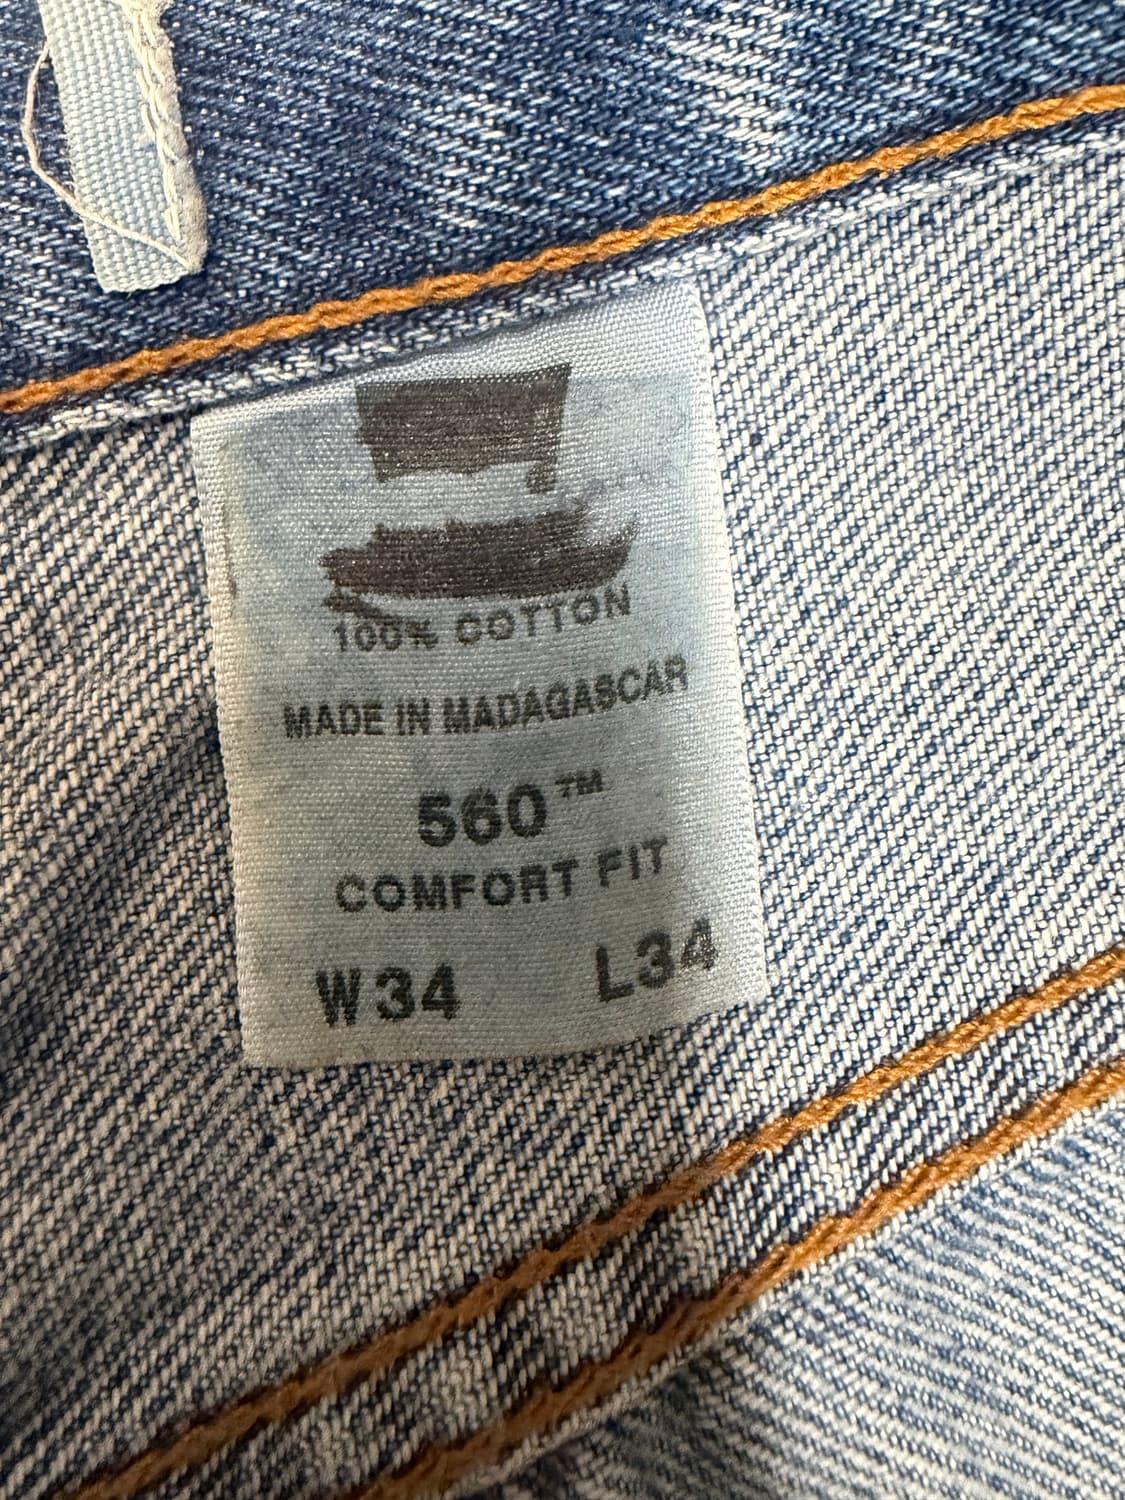 100% COTTON
MADE IN MADAGASCAR
560™
COMFORT FIT
W34 L34